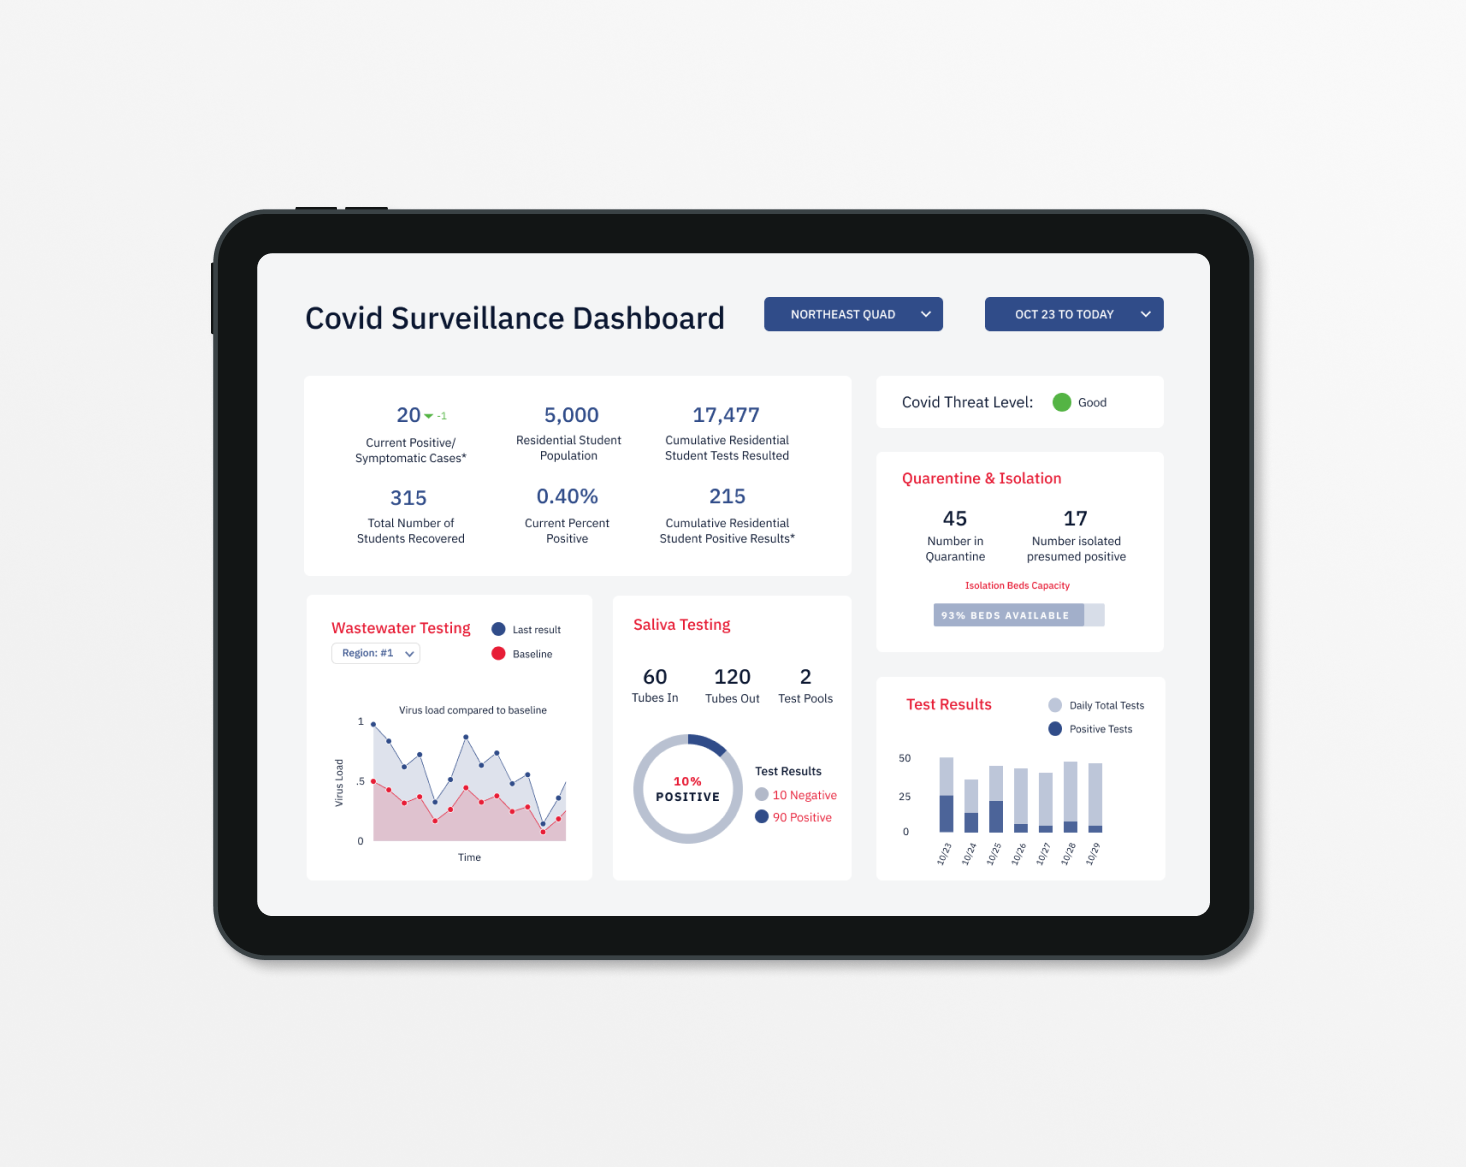 Covid Surveillance Dashboard
NORTHEAST QUAD
OCT 23 TO TODAY
20 -1
Current Positive/
Symptomatic Cases*
5,000
Residential Student
Population
17,477
Cumulative Residential
Student Tests Resulted
315
Total Number of
Students Recovered
0.40%
Current Percent
Positive
215
Cumulative Residential
Student Positive Results*
Covid Threat Level: Good
Quarentine & Isolation
45
Number in
Quarantine
17
Number isolated
presumed positive
Isolation Beds Capacity
93% BEDS AVAILABLE
Wastewater Testing
Region: #1
Last result
Baseline
Virus load compared to baseline
Virus Load
1
.5
0
Time
Saliva Testing
60
Tubes In
120
Tubes Out
2
Test Pools
10%
POSITIVE
Test Results
10 Negative
90 Positive
Test Results
Daily Total Tests
Positive Tests
50
25
0
10/23
10/24
10/25
10/26
10/27
10/28
10/29